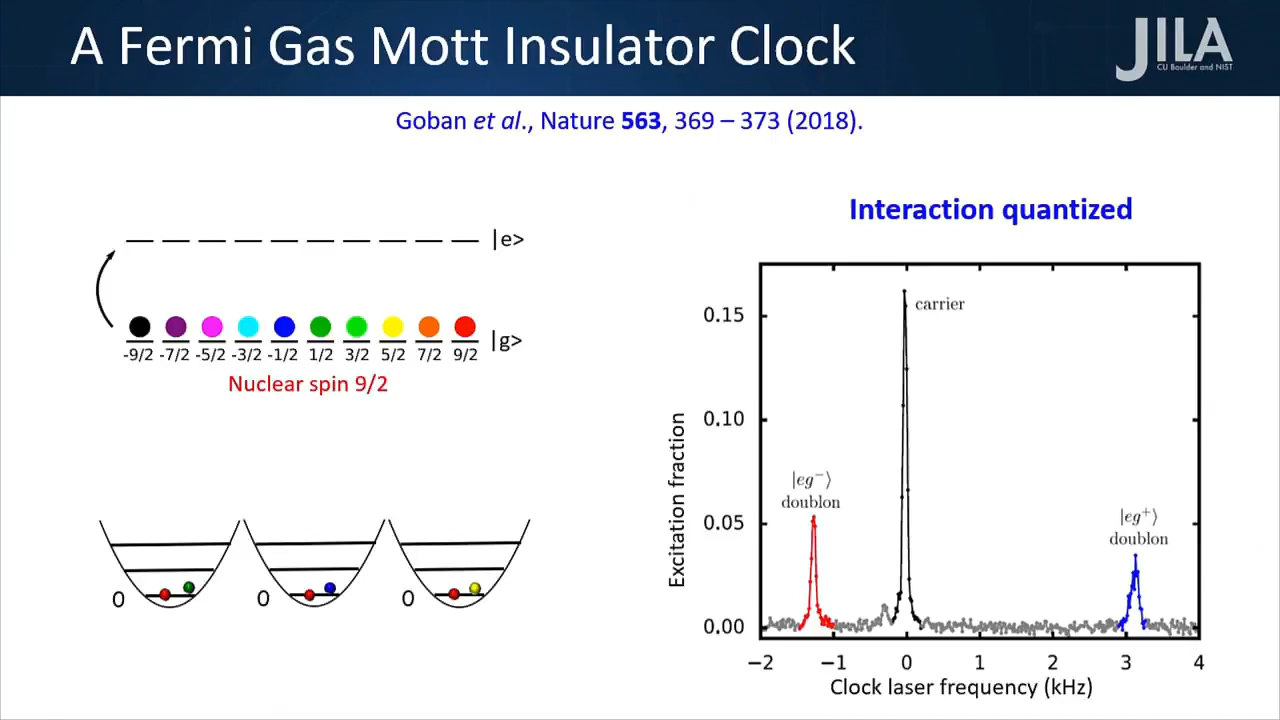 A Fermi Gas Mott Insulator Clock
JILA
CU Boulder and NIST
Goban et al., Nature 563, 369 – 373 (2018).
|e>
|g>
-9/2 -7/2 -5/2 -3/2 -1/2 1/2 3/2 5/2 7/2 9/2
Nuclear spin 9/2
0 0 0
Interaction quantized
Excitation fraction
0.15
0.10
0.05
0.00
carrier
|eg⁻⟩
doublon
|eg⁺⟩
doublon
−2 −1 0 1 2 3 4
Clock laser frequency (kHz)